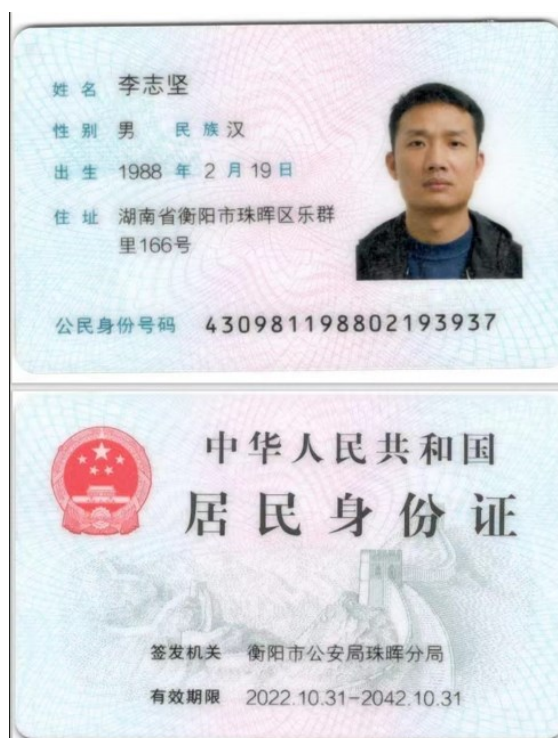 姓名 李志坚
性别 男 民族 汉
出生 1988 年 2 月 19 日
住址 湖南省衡阳市珠晖区乐群
里166号
公民身份号码 430981198802193937
中华人民共和国
居民身份证
签发机关 衡阳市公安局珠晖分局
有效期限 2022.10.31-2042.10.31